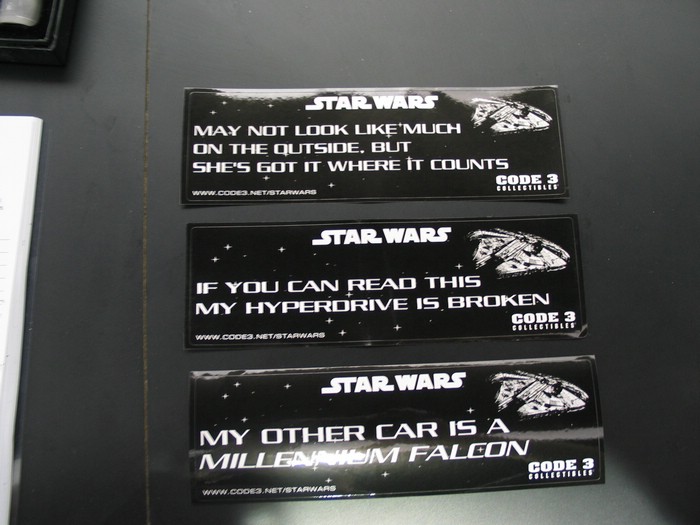 STAR WARS
MAY NOT LOOK LIKE MUCH
ON THE OUTSIDE, BUT
SHE'S GOT IT WHERE IT COUNTS
CODE 3
COLLECTIBLES
WWW.CODE3.NET/STARWARS
STAR WARS
IF YOU CAN READ THIS
MY HYPERDRIVE IS BROKEN
CODE 3
COLLECTIBLES
WWW.CODE3.NET/STARWARS
STAR WARS
MY OTHER CAR IS A
MILLENNIUM FALCON
CODE 3
COLLECTIBLES
WWW.CODE3.NET/STARWARS